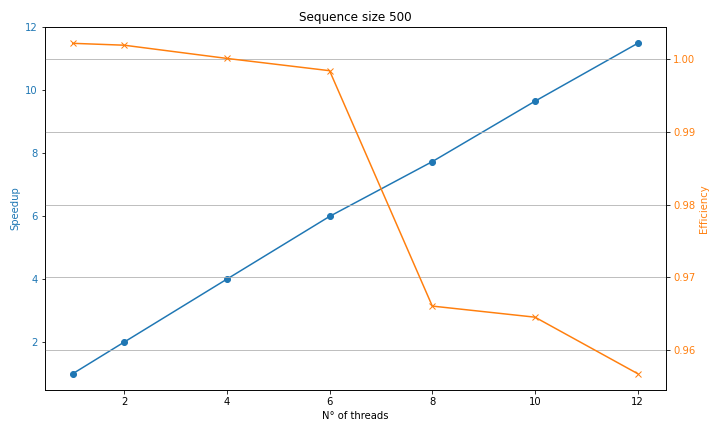 Sequence size 500
12
10
8
6
4
2
Speedup
1.00
0.99
0.98
0.97
0.96
Efficiency
2 4 6 8 10 12
N° of threads